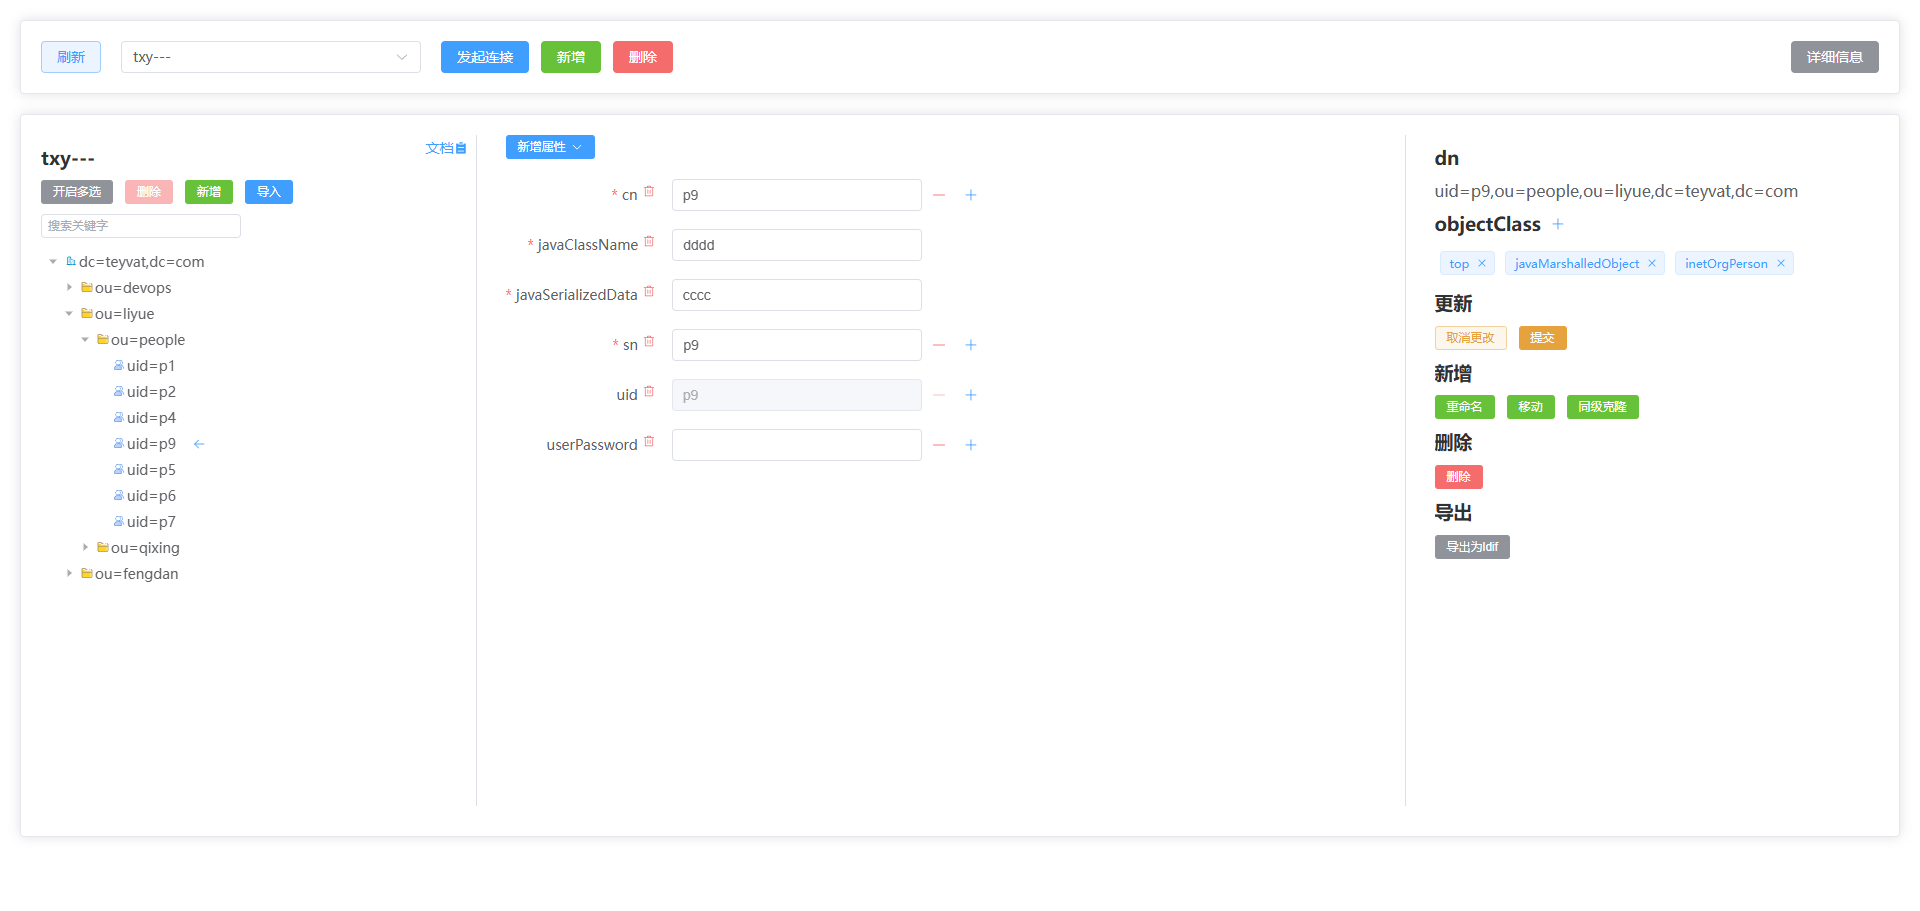 刷新 txy--- 发起连接 新增 删除 详细信息
txy---
文档
开启多选 删除 新增 导入
搜索关键字
dc=teyvat,dc=com
ou=devops
ou=liyue
ou=people
uid=p1
uid=p2
uid=p4
uid=p9
uid=p5
uid=p6
uid=p7
ou=qixing
ou=fengdan
新增属性
* cn p9
* javaClassName dddd
* javaSerializedData cccc
* sn p9
uid p9
userPassword
dn
uid=p9,ou=people,ou=liyue,dc=teyvat,dc=com
objectClass
top javaMarshalledObject inetOrgPerson
更新
取消更改 提交
新增
重命名 移动 同级克隆
删除
删除
导出
导出为ldif